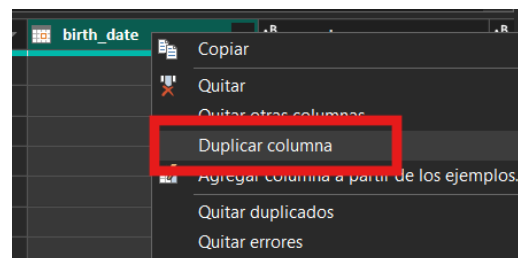 birth_date
Copiar
Quitar
Quitar otras columnas
Duplicar columna
Agregar columna a partir de los ejemplos.
Quitar duplicados
Quitar errores